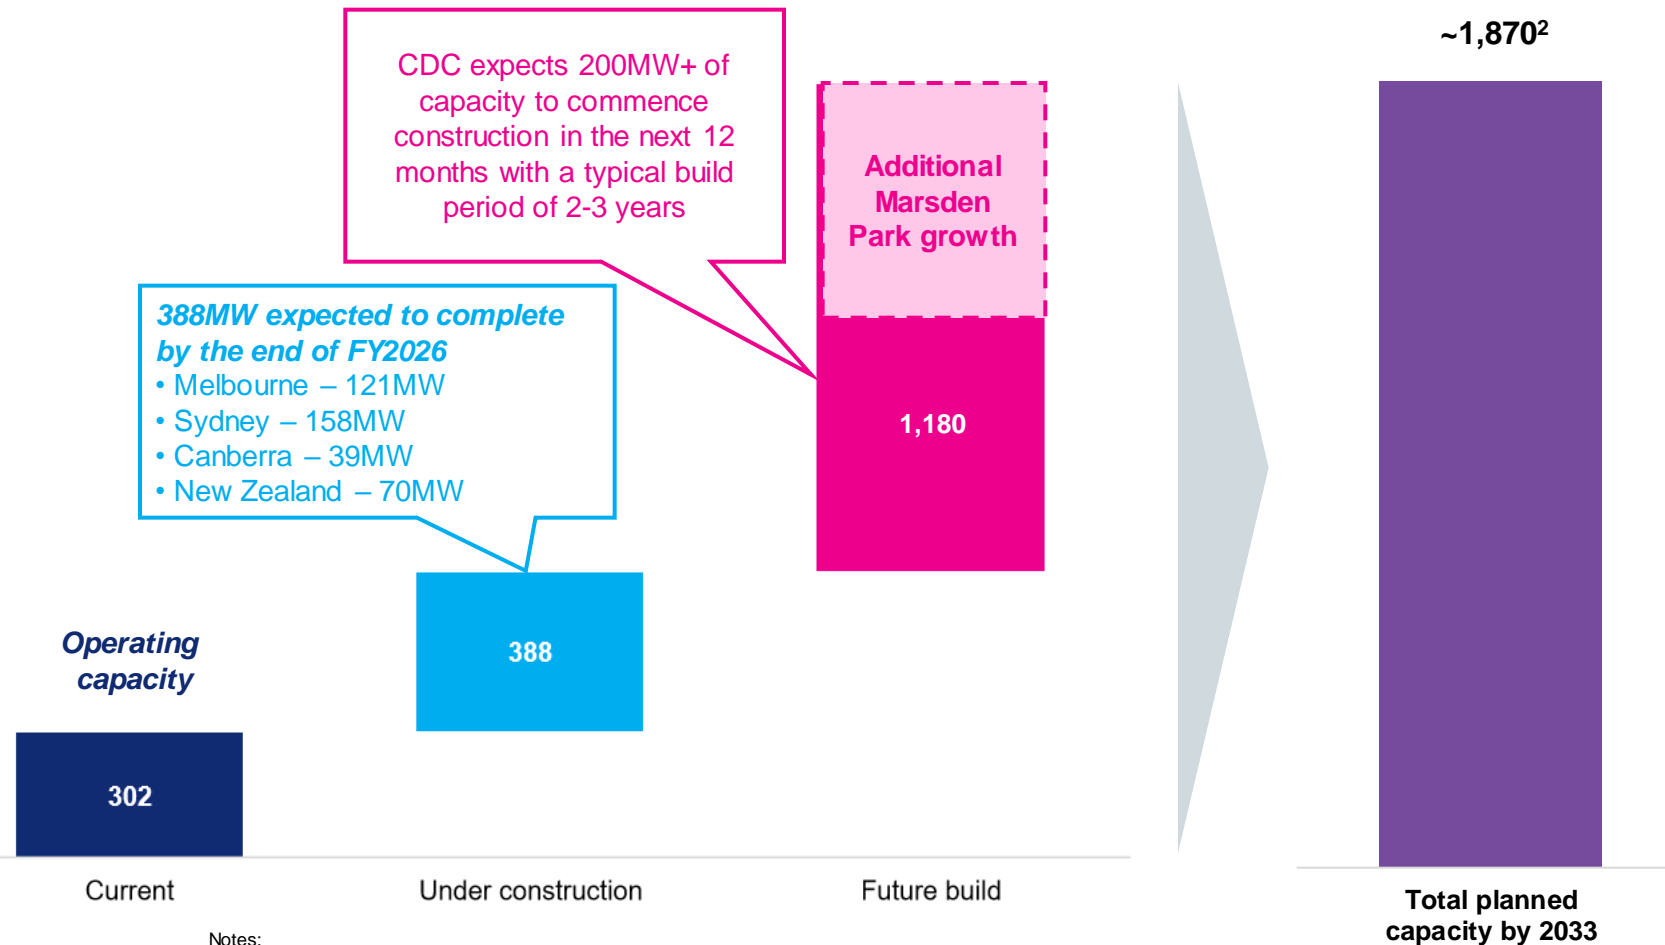 ~1,870²
CDC expects 200MW+ of
capacity to commence
construction in the next 12
months with a typical build
period of 2-3 years
Additional
Marsden
Park growth
388MW expected to complete
by the end of FY2026
• Melbourne – 121MW
• Sydney – 158MW
• Canberra – 39MW
• New Zealand – 70MW
1,180
Operating
capacity
388
302
Current
Under construction
Future build
Total planned
capacity by 2033
Notes: